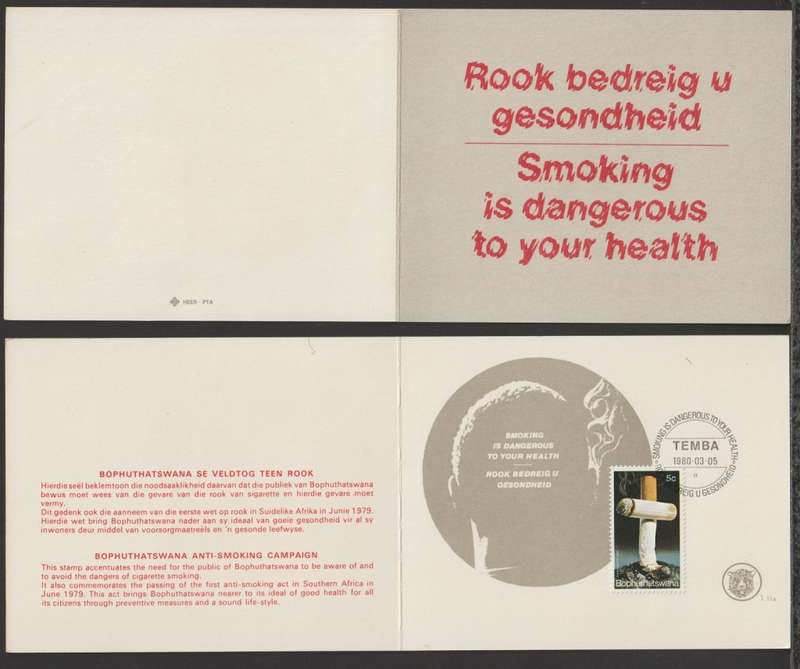 Rook bedreig u
gesondheid
Smoking
is dangerous
to your health
HEER - PTA
BOPHUTHATSWANA SE VELDTOG TEEN ROOK
Hierdie seël beklemtoon die noodsaaklikheid daarvan dat die publiek van Bophuthatswana
bewus moet wees van die gevare van die rook van sigarette en hierdie gevare moet
vermy.
Dit gedenk ook die aanneem van die eerste wet op rook in Suidelike Afrika in Junie 1979.
Hierdie wet bring Bophuthatswana nader aan sy ideaal van goeie gesondheid vir al sy
inwoners deur middel van voorsorgmaatreëls en 'n gesonde leefwyse.
BOPHUTHATSWANA ANTI-SMOKING CAMPAIGN
This stamp accentuates the need for the public of Bophuthatswana to be aware of and
to avoid the dangers of cigarette smoking.
It also commemorates the passing of the first anti-smoking act in Southern Africa in
June 1979. This act brings Bophuthatswana nearer to its ideal of good health for all
its citizens through preventive measures and a sound life-style.
SMOKING
IS DANGEROUS
TO YOUR HEALTH
ROOK BEDREIG U
GESONDHEID
SMOKING IS DANGEROUS TO YOUR HEALTH
TEMBA
1980-03-05
REIG U GESONDHEID
5c
Bophuthatswana